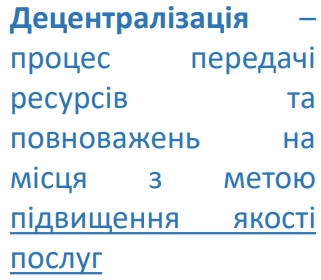 Децентралізація –
процес передачі
ресурсів та
повноважень на
місця з метою
підвищення якості
послуг